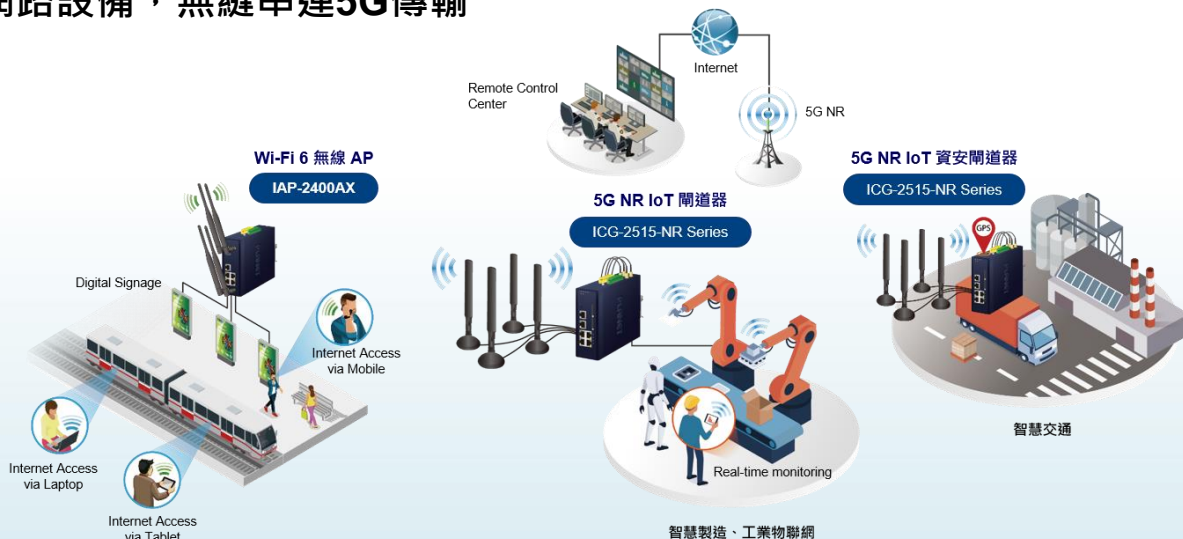 網路設備，無縫串連5G傳輸
Internet
Remote Control
Center
5G NR
Wi-Fi 6 無線 AP
IAP-2400AX
5G NR IoT 閘道器
ICG-2515-NR Series
5G NR IoT 資安閘道器
ICG-2515-NR Series
GPS
Digital Signage
Internet Access
via Mobile
Internet Access
via Laptop
Internet Access
via Tablet
Real-time monitoring
智慧製造、工業物聯網
智慧交通